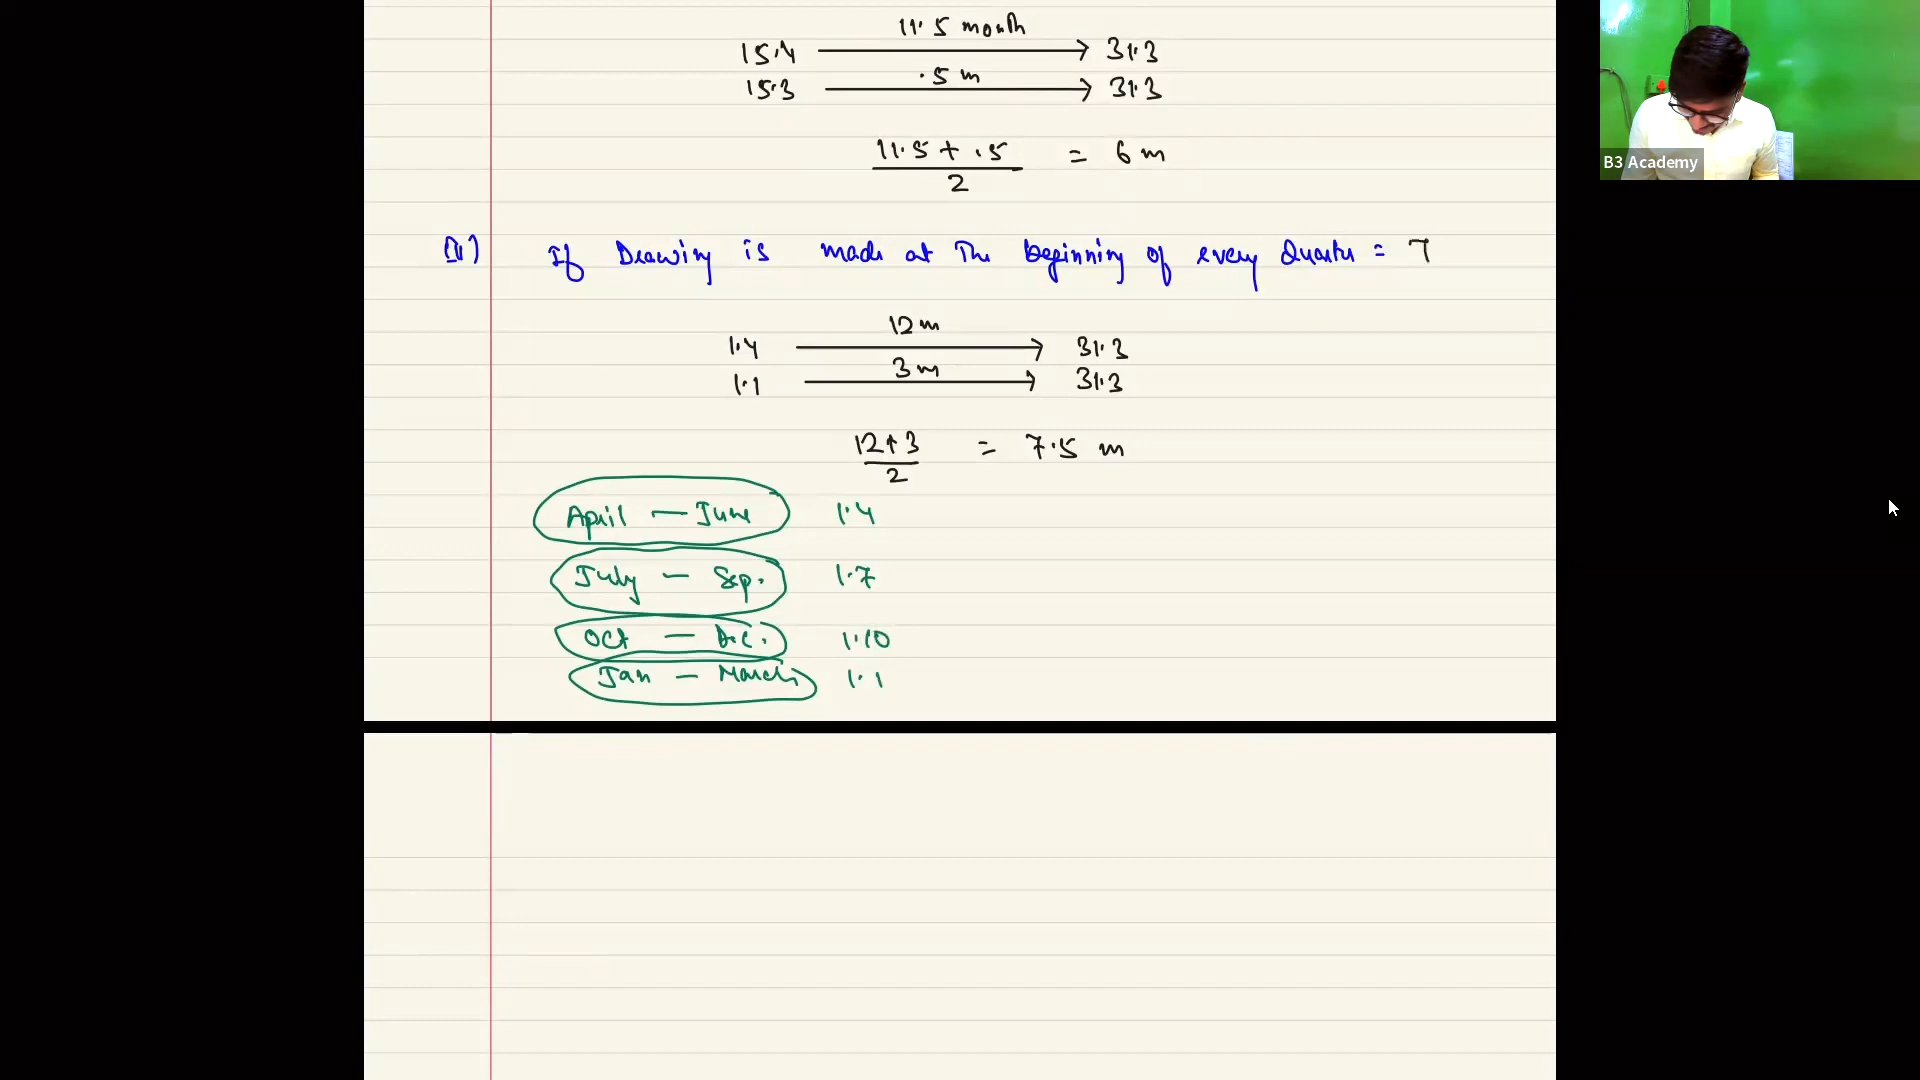 11.5 month
15.4 → 31.3
.5 m
15.3 → 31.3
11.5 + .5 = 6 m
2
B3 Academy
IV) If Drawing is made at the beginning of every Quarter = 7
12 m
1.4 → 31.3
3 m
1.1 → 31.3
12+3 = 7.5 m
2
April — June 1.4
July — Sep. 1.7
Oct — Dec. 1.10
Jan — March 1.1